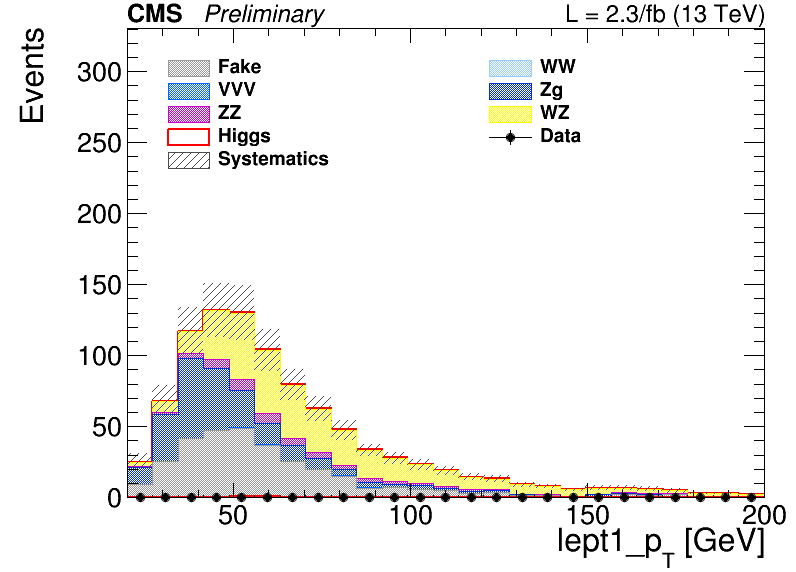 CMS Preliminary L = 2.3/fb (13 TeV)
Events
300
250
200
150
100
50
0
Fake
VVV
ZZ
Higgs
Systematics
WW
Zg
WZ
Data
50 100 150 200
lept1_p_T [GeV]